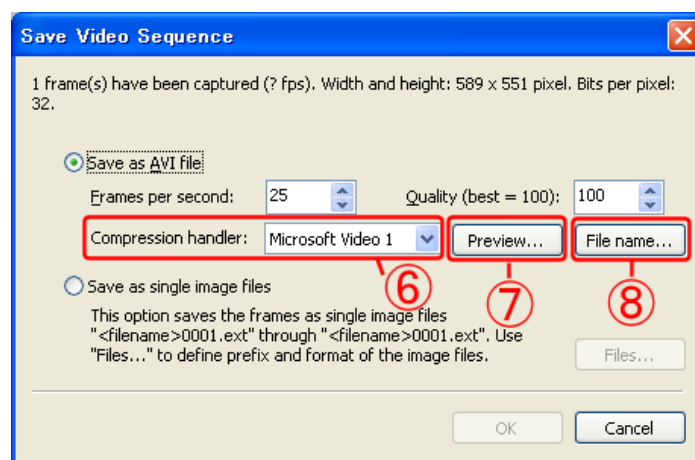 Save Video Sequence
1 frame(s) have been captured (? fps). Width and height: 589 x 551 pixel. Bits per pixel:
32.
Save as AVI file
Frames per second: 25 Quality (best = 100): 100
Compression handler: Microsoft Video 1 Preview... File name...
⑥ ⑦ ⑧
Save as single image files
This option saves the frames as single image files
"<filename>0001.ext" through "<filename>0001.ext". Use
"Files..." to define prefix and format of the image files.
Files...
OK Cancel